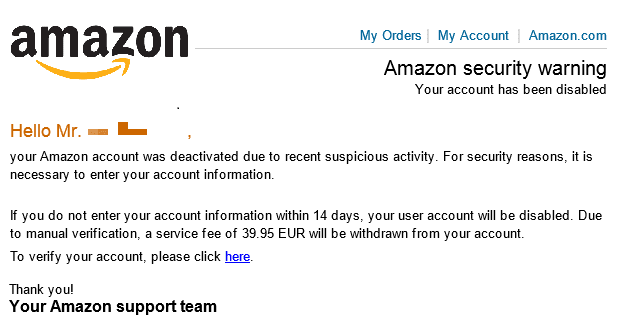 amazon
My Orders | My Account | Amazon.com
Amazon security warning
Your account has been disabled
.
Hello Mr. ,
your Amazon account was deactivated due to recent suspicious activity. For security reasons, it is
necessary to enter your account information.
If you do not enter your account information within 14 days, your user account will be disabled. Due
to manual verification, a service fee of 39.95 EUR will be withdrawn from your account.
To verify your account, please click here.
Thank you!
Your Amazon support team